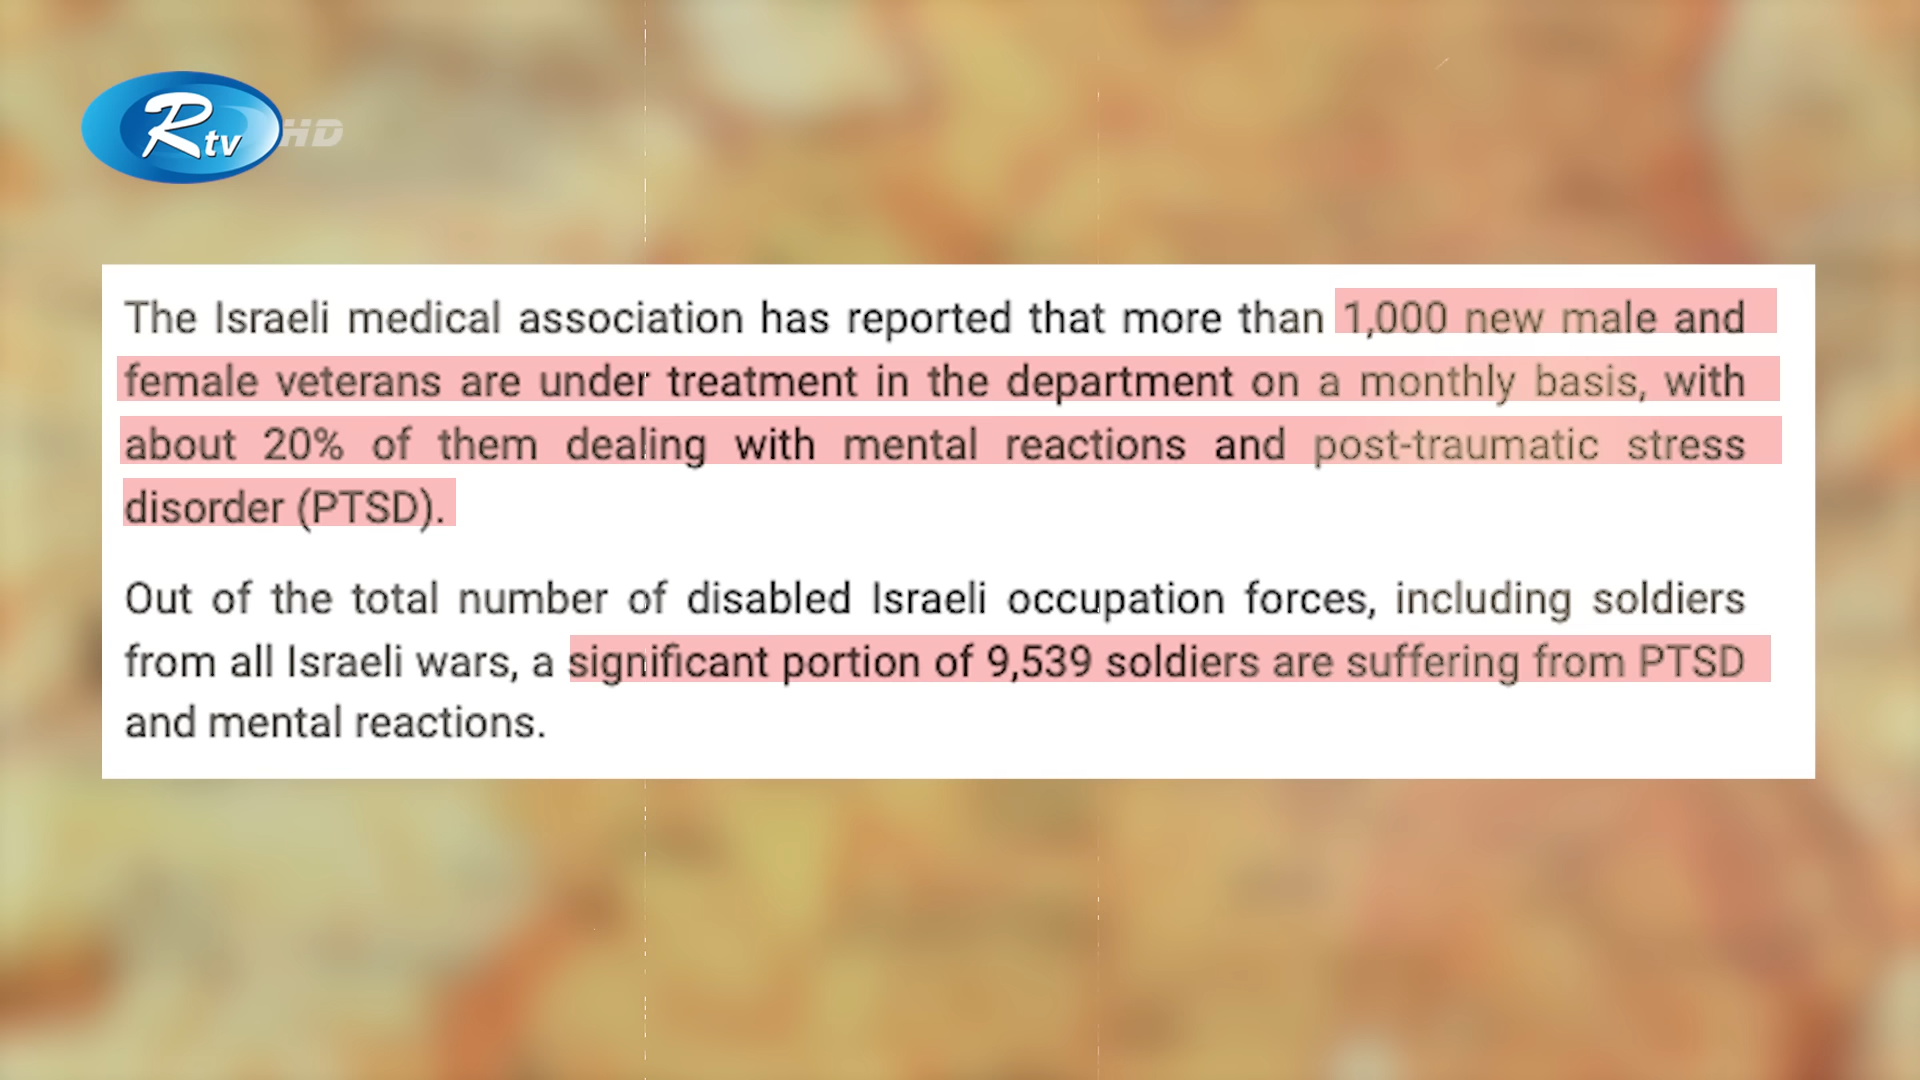 Rtv HD
The Israeli medical association has reported that more than 1,000 new male and
female veterans are under treatment in the department on a monthly basis, with
about 20% of them dealing with mental reactions and post-traumatic stress
disorder (PTSD).
Out of the total number of disabled Israeli occupation forces, including soldiers
from all Israeli wars, a significant portion of 9,539 soldiers are suffering from PTSD
and mental reactions.